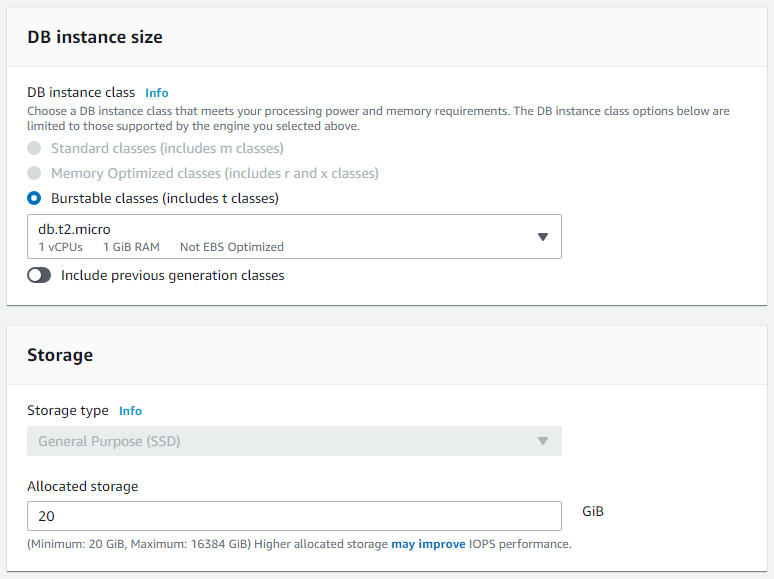 DB instance size
DB instance class Info
Choose a DB instance class that meets your processing power and memory requirements. The DB instance class options below are
limited to those supported by the engine you selected above.
Standard classes (includes m classes)
Memory Optimized classes (includes r and x classes)
Burstable classes (includes t classes)
db.t2.micro
1 vCPUs 1 GiB RAM Not EBS Optimized
Include previous generation classes
Storage
Storage type Info
General Purpose (SSD)
Allocated storage
20 GiB
(Minimum: 20 GiB, Maximum: 16384 GiB) Higher allocated storage may improve IOPS performance.